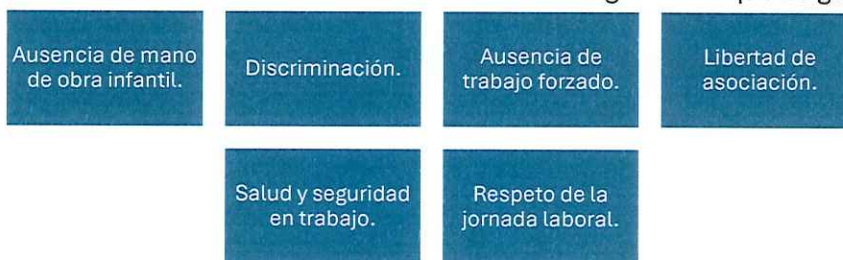 Ausencia de mano
de obra infantil.
Discriminación.
Ausencia de
trabajo forzado.
Libertad de
asociación.
Salud y seguridad
en trabajo.
Respeto de la
jornada laboral.